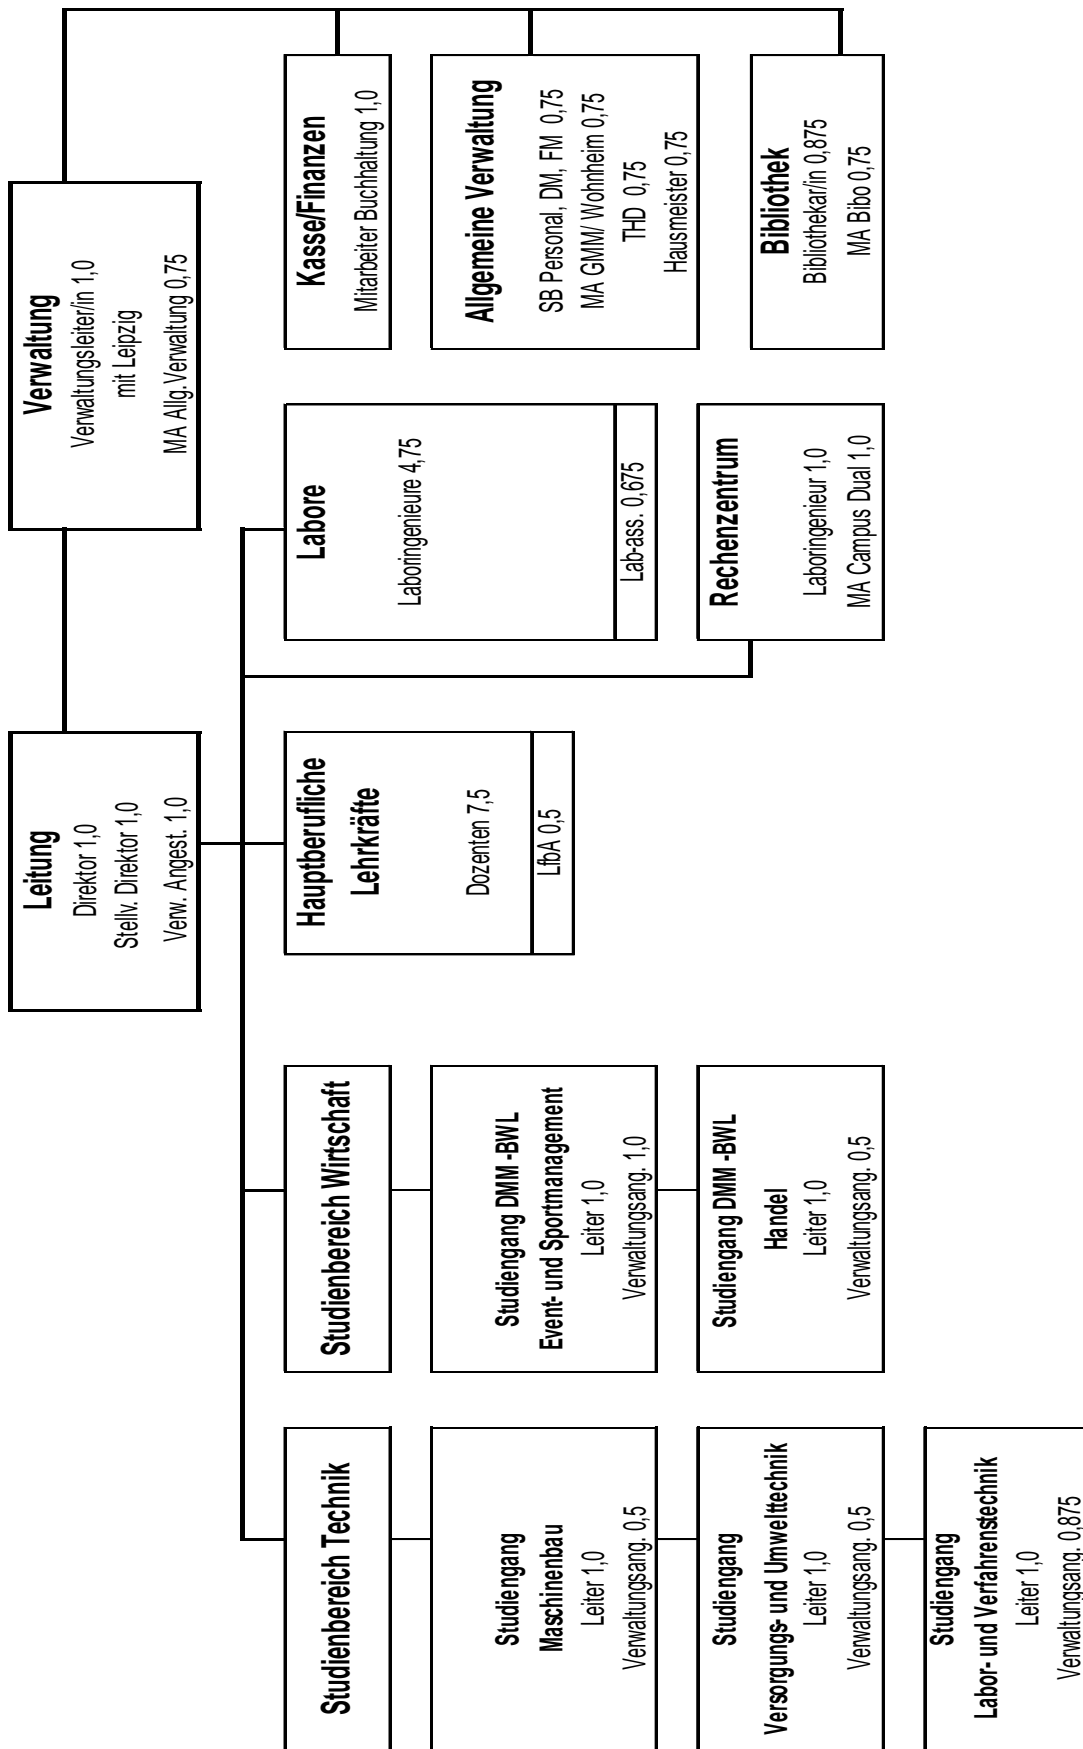 Leitung
Direktor 1,0
Stellv. Direktor 1,0
Verw. Angest. 1,0
Verwaltung
Verwaltungsleiter/in 1,0
mit Leipzig
MA Allg.Verwaltung 0,75
Studienbereich Technik
Studiengang
Maschinenbau
Leiter 1,0
Verwaltungsang. 0,5
Studiengang
Versorgungs- und Umwelttechnik
Leiter 1,0
Verwaltungsang. 0,5
Studiengang
Labor- und Verfahrenstechnik
Leiter 1,0
Verwaltungsang. 0,875
Studienbereich Wirtschaft
Studiengang DMM -BWL
Event- und Sportmanagement
Leiter 1,0
Verwaltungsang. 1,0
Studiengang DMM -BWL
Handel
Leiter 1,0
Verwaltungsang. 0,5
Hauptberufliche
Lehrkräfte
Dozenten 7,5
LfbA 0,5
Labore
Laboringenieure 4,75
Lab-ass. 0,675
Rechenzentrum
Laboringenieur 1,0
MA Campus Dual 1,0
Kasse/Finanzen
Mitarbeiter Buchhaltung 1,0
Allgemeine Verwaltung
SB Personal, DM, FM 0,75
MA GMM/ Wohnheim 0,75
THD 0,75
Hausmeister 0,75
Bibliothek
Bibliothekar/in 0,875
MA Bibo 0,75